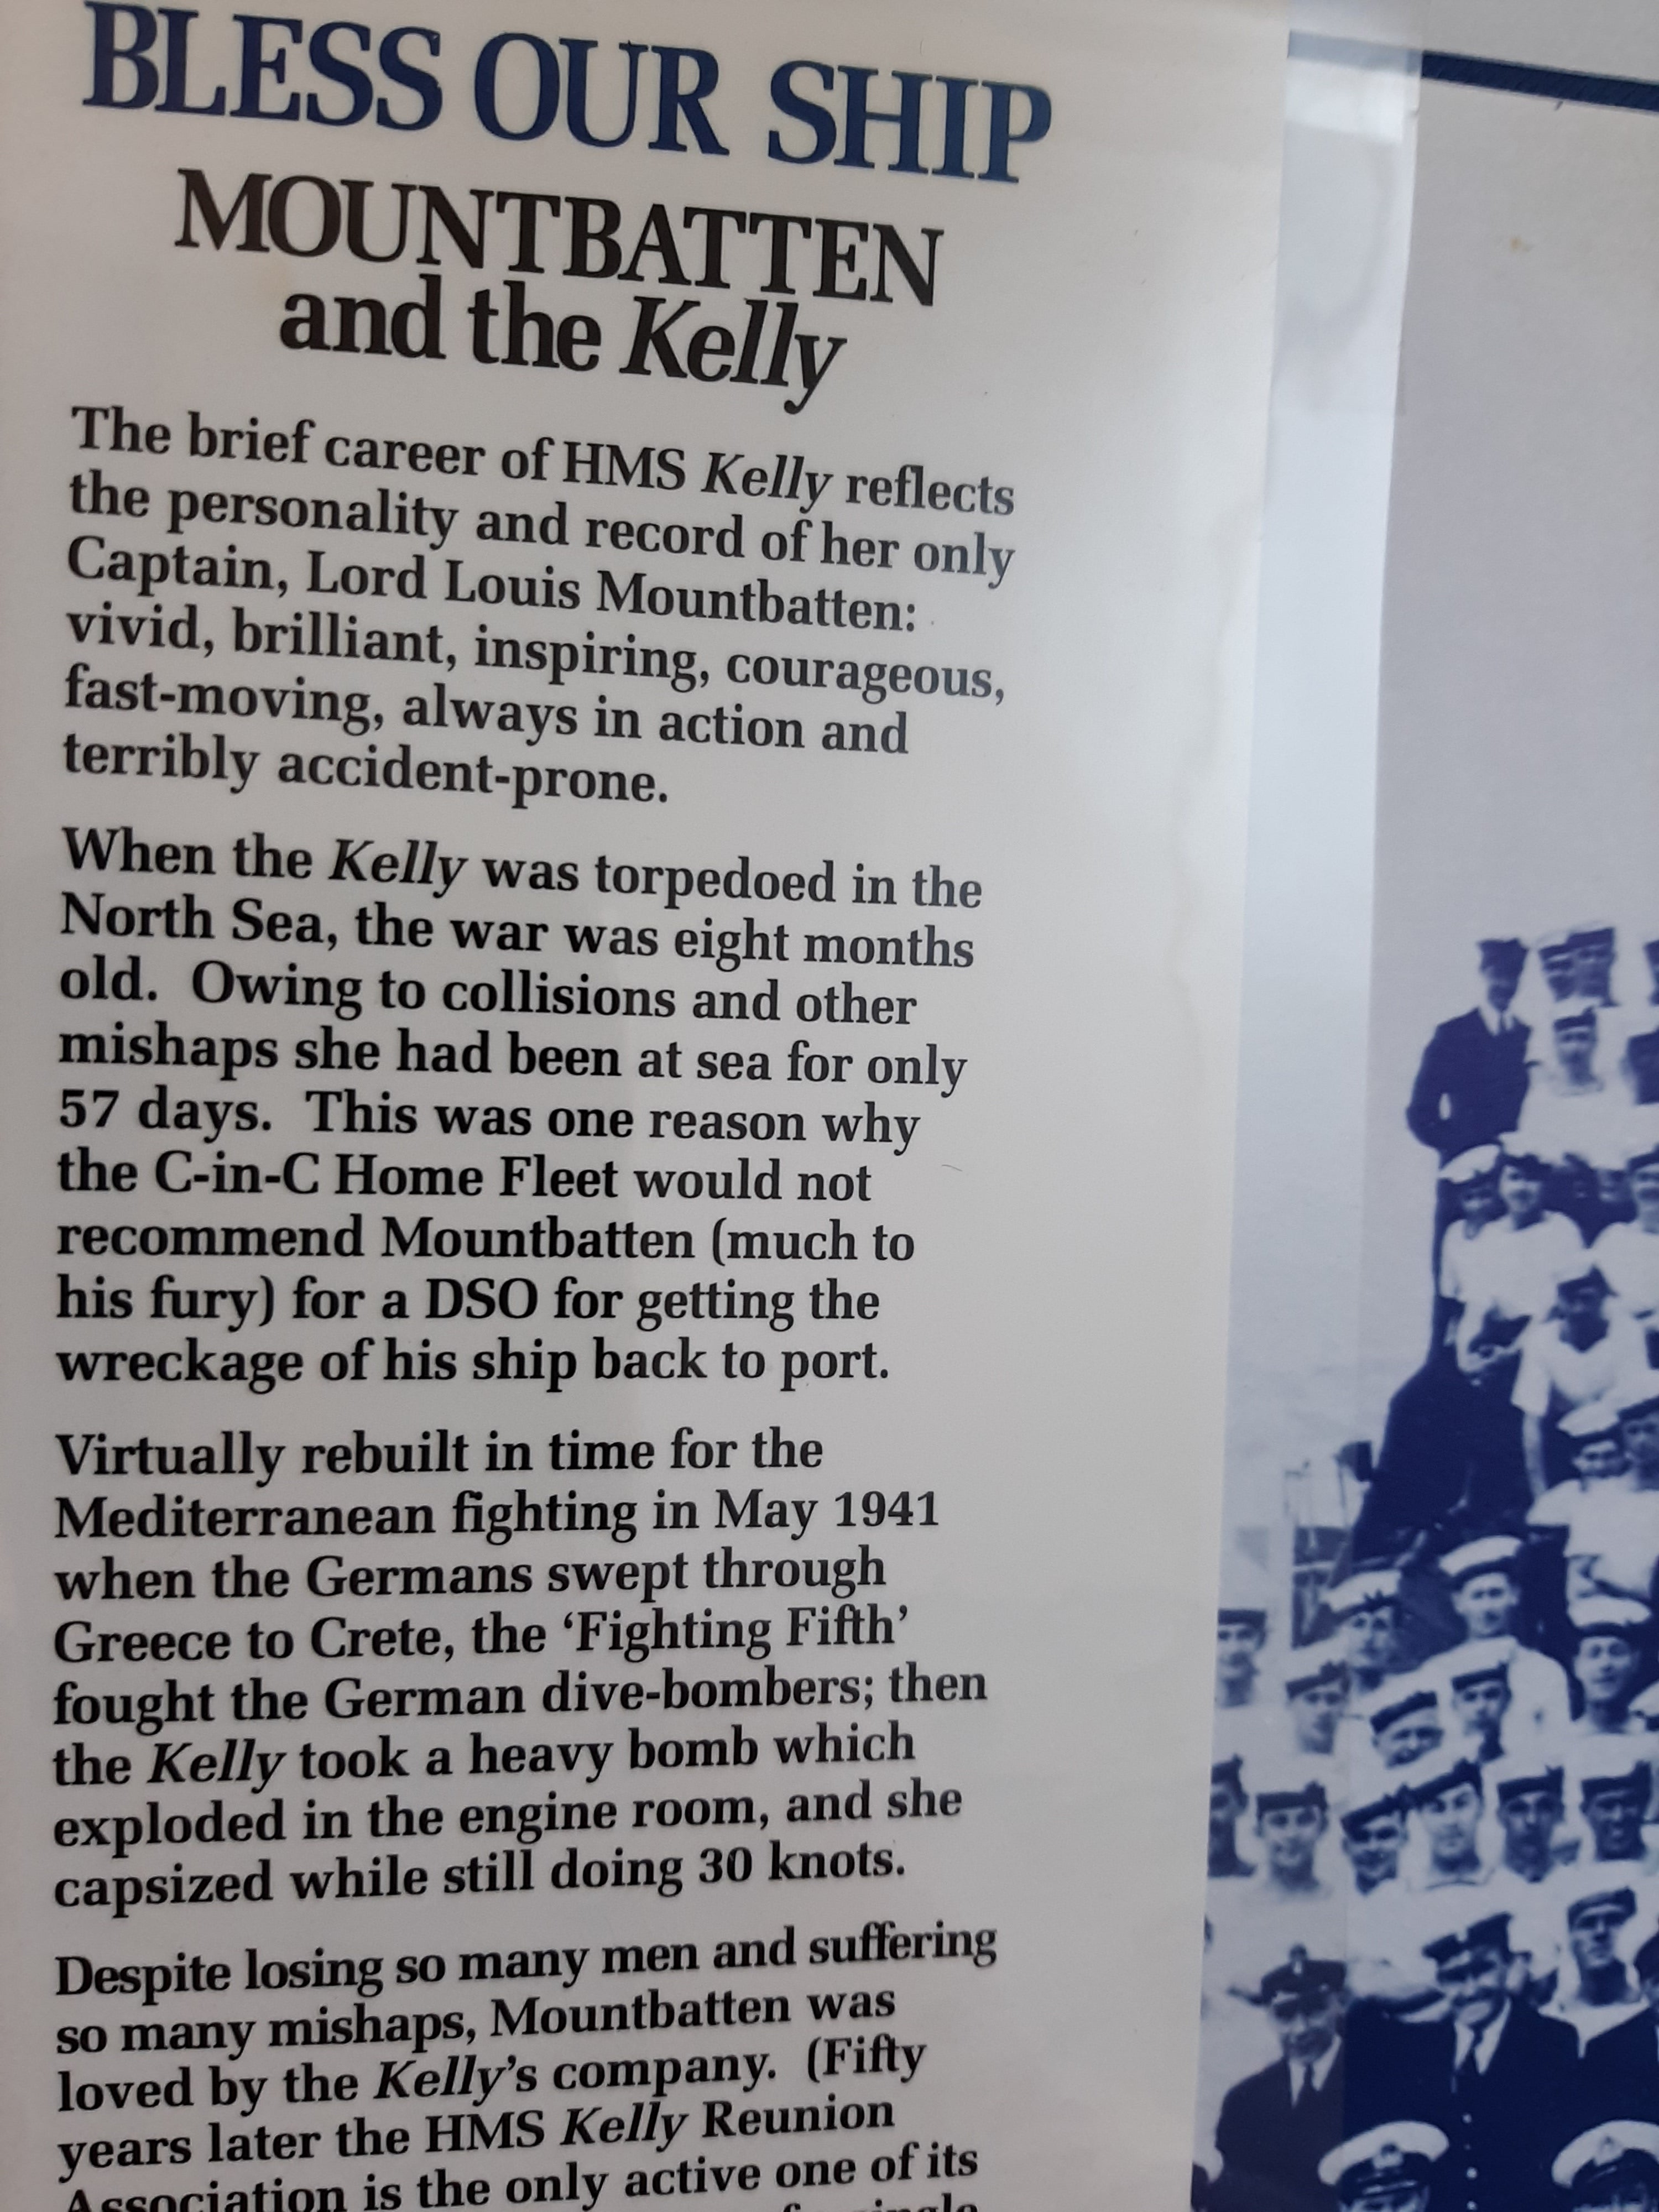 BLESS OUR SHIP
MOUNTBATTEN
and the Kelly
The brief career of HMS Kelly reflects
the personality and record of her only
Captain, Lord Louis Mountbatten:
vivid, brilliant, inspiring, courageous,
fast-moving, always in action and
terribly accident-prone.
When the Kelly was torpedoed in the
North Sea, the war was eight months
old. Owing to collisions and other
mishaps she had been at sea for only
57 days. This was one reason why
the C-in-C Home Fleet would not
recommend Mountbatten (much to
his fury) for a DSO for getting the
wreckage of his ship back to port.
Virtually rebuilt in time for the
Mediterranean fighting in May 1941
when the Germans swept through
Greece to Crete, the ‘Fighting Fifth’
fought the German dive-bombers; then
the Kelly took a heavy bomb which
exploded in the engine room, and she
capsized while still doing 30 knots.
Despite losing so many men and suffering
so many mishaps, Mountbatten was
loved by the Kelly’s company. (Fifty
years later the HMS Kelly Reunion
Association is the only active one of its